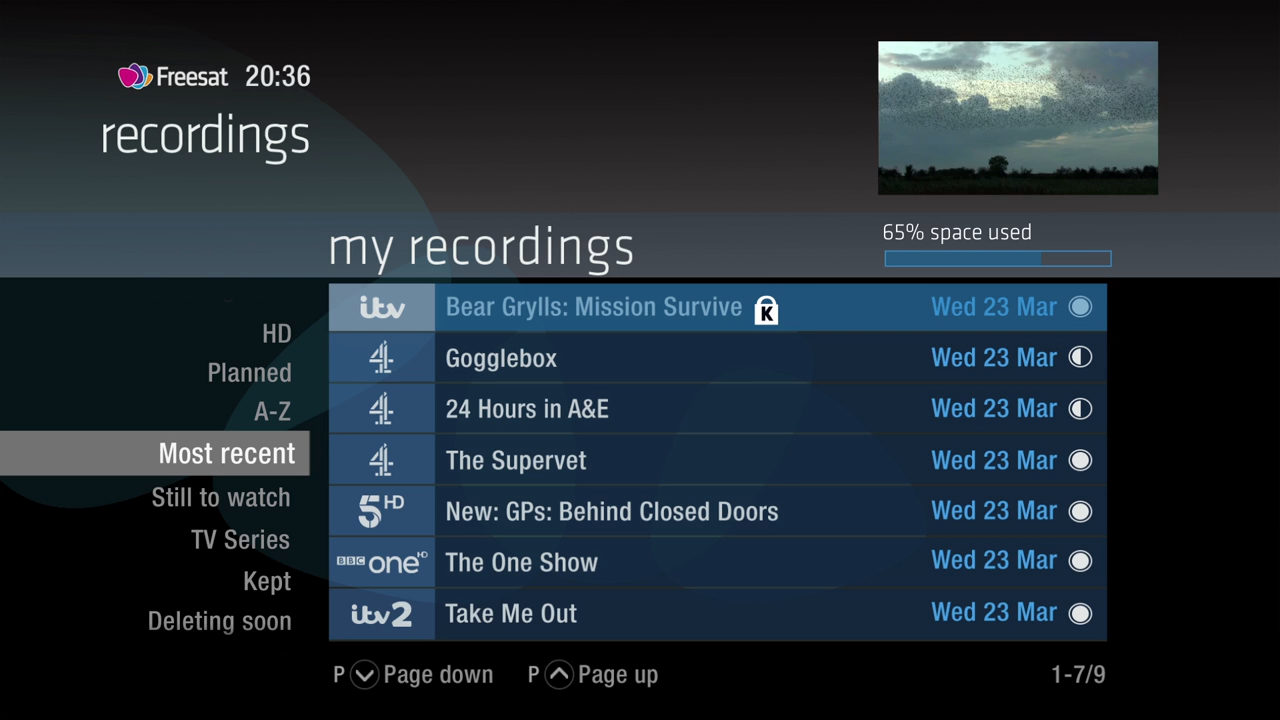 Freesat 20:36
recordings
my recordings
65% space used
HD
Planned
A-Z
Most recent
Still to watch
TV Series
Kept
Deleting soon
itv Bear Grylls: Mission Survive K Wed 23 Mar
4 Gogglebox Wed 23 Mar
4 24 Hours in A&E Wed 23 Mar
4 The Supervet Wed 23 Mar
5 HD New: GPs: Behind Closed Doors Wed 23 Mar
BBC one HD The One Show Wed 23 Mar
itv2 Take Me Out Wed 23 Mar
P Page down P Page up 1-7/9